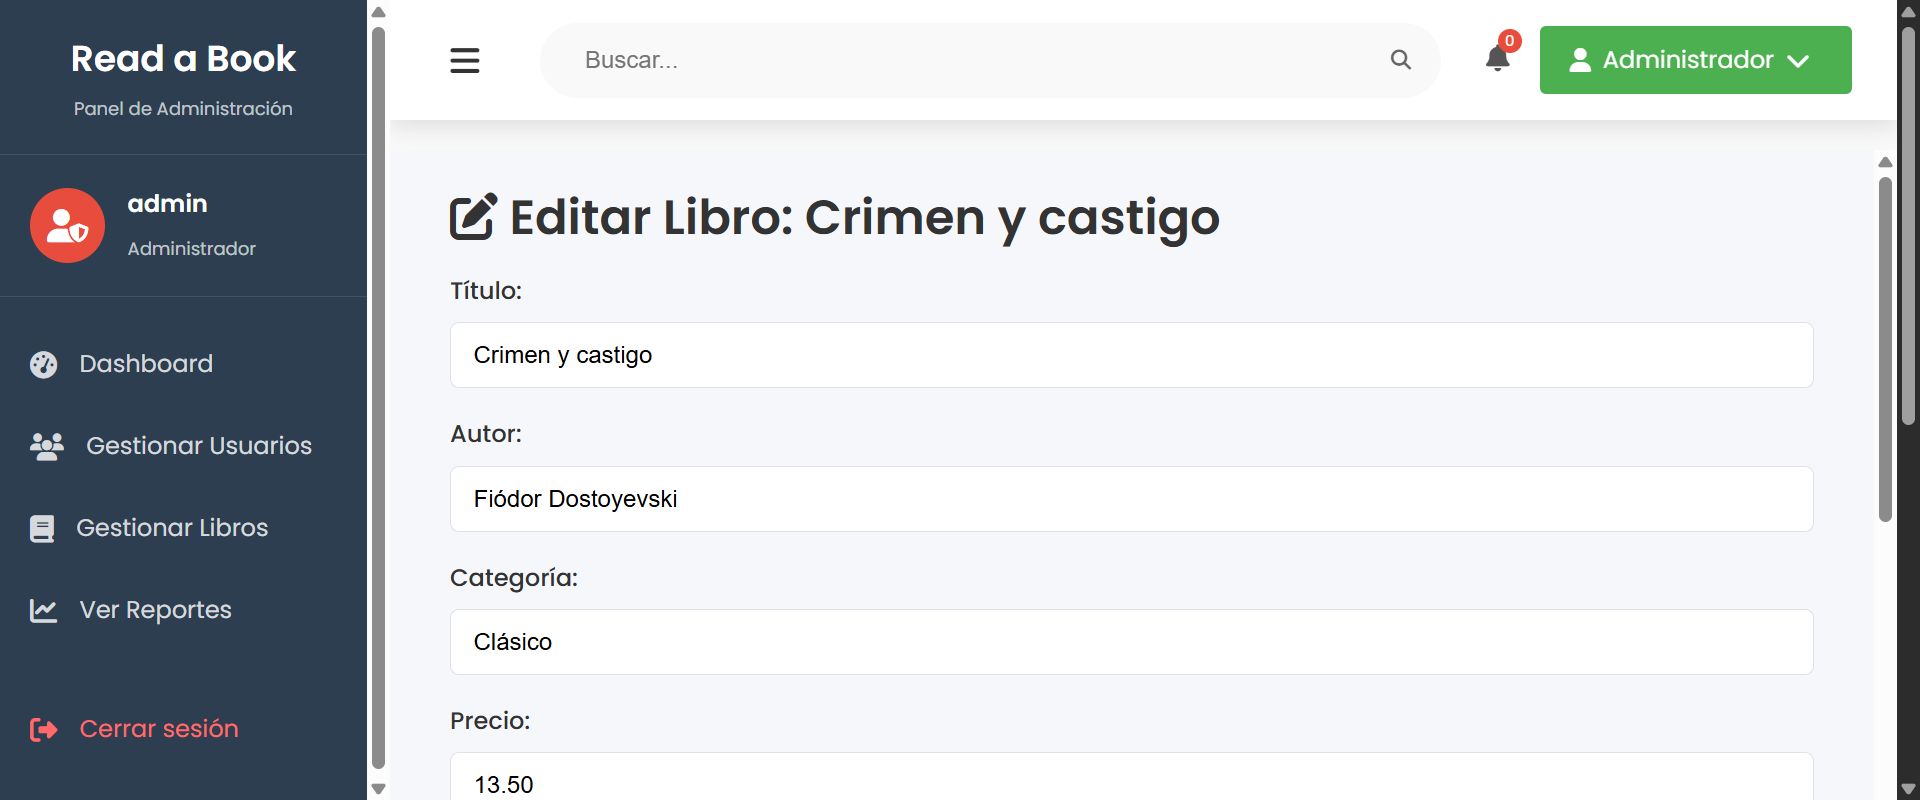 Read a Book
Panel de Administración
admin
Administrador
Dashboard
Gestionar Usuarios
Gestionar Libros
Ver Reportes
Cerrar sesión
Buscar...
0
Administrador
Editar Libro: Crimen y castigo
Título:
Crimen y castigo
Autor:
Fiódor Dostoyevski
Categoría:
Clásico
Precio:
13.50